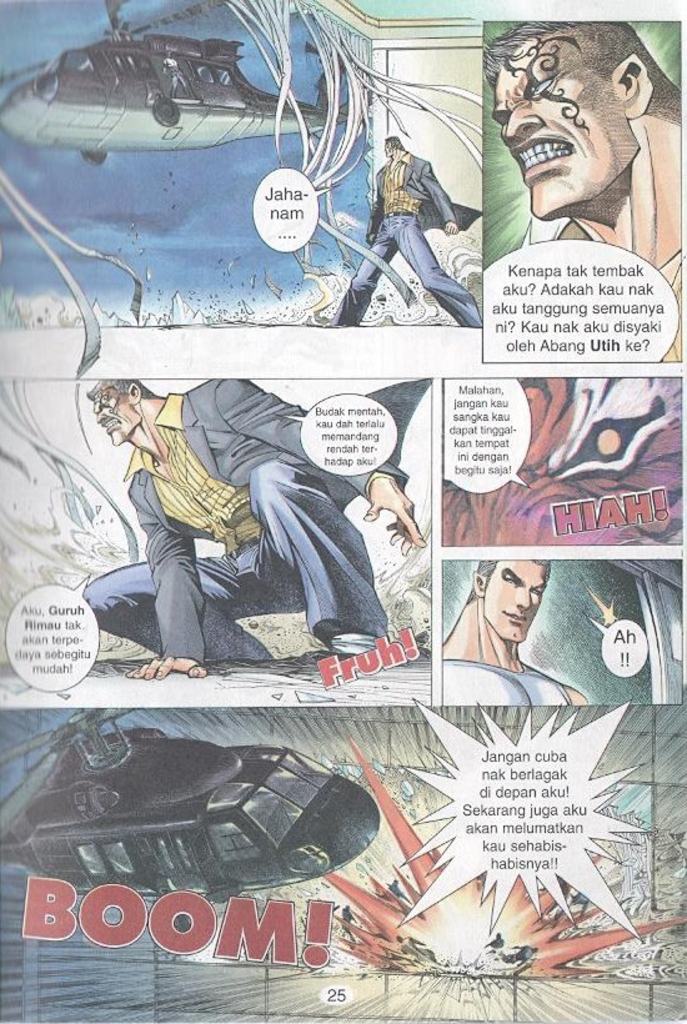 Jaha-
nam
....
Kenapa tak tembak
aku? Adakah kau nak
aku tanggung semuanya
ni? Kau nak aku disyaki
oleh Abang Utih ke?
Budak mentah,
kau dah terlalu
memandang
rendah ter-
hadap aku!
Aku, Guruh
Rimau tak
akan terpe-
daya sebegitu
mudah!
Fruh!
Malahan,
jangan kau
sangka kau
dapat tinggal-
kan tempat
ini dengan
begitu saja!
HIAH!
Ah
!!
Jangan cuba
nak berlagak
di depan aku!
Sekarang juga aku
akan melumatkan
kau sehabis-
habisnya!!
BOOM!
25